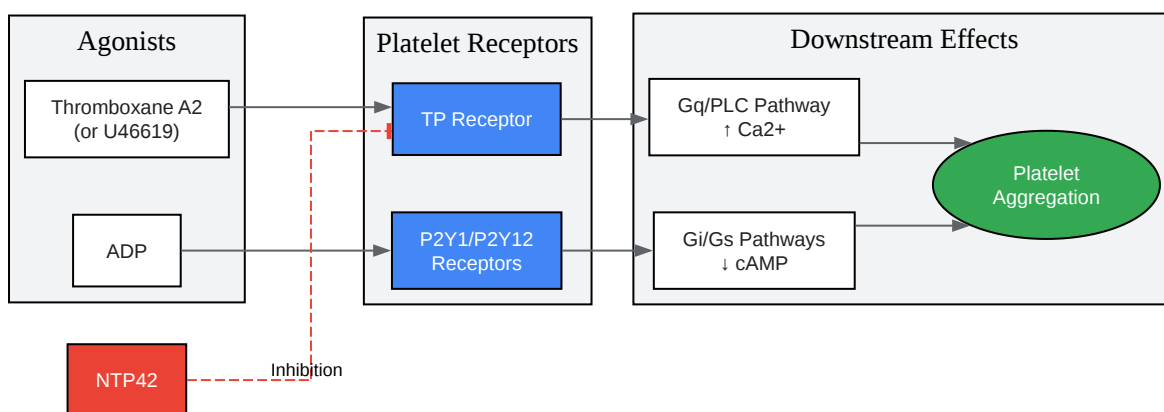 Agonists
Thromboxane A2
(or U46619)
ADP
Platelet Receptors
TP Receptor
P2Y1/P2Y12
Receptors
Downstream Effects
Gq/PLC Pathway
↑ Ca2+
Gi/Gs Pathways
↓ cAMP
Platelet
Aggregation
NTP42
Inhibition